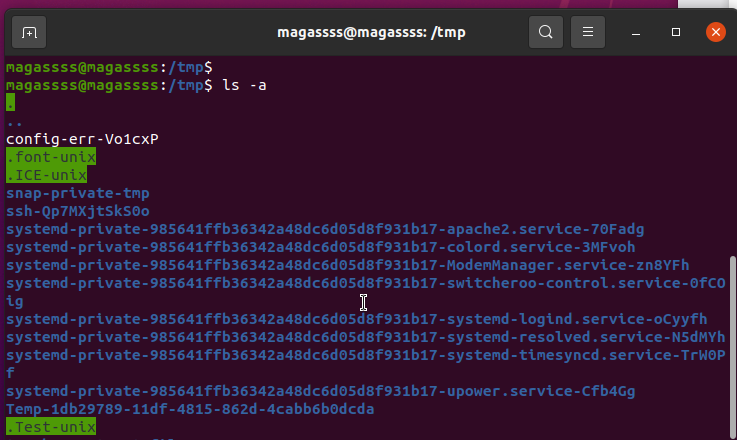 magassss@magassss: /tmp
magassss@magassss:/tmp$
magassss@magassss:/tmp$ ls -a
.
..
config-err-Vo1cxP
.font-unix
.ICE-unix
snap-private-tmp
ssh-Qp7MXjtSkS0o
systemd-private-985641ffb36342a48dc6d05d8f931b17-apache2.service-70Fadg
systemd-private-985641ffb36342a48dc6d05d8f931b17-colord.service-3MFvoh
systemd-private-985641ffb36342a48dc6d05d8f931b17-ModemManager.service-zn8YFh
systemd-private-985641ffb36342a48dc6d05d8f931b17-switcheroo-control.service-0fCO
ig
systemd-private-985641ffb36342a48dc6d05d8f931b17-systemd-logind.service-oCyyfh
systemd-private-985641ffb36342a48dc6d05d8f931b17-systemd-resolved.service-N5dMYh
systemd-private-985641ffb36342a48dc6d05d8f931b17-systemd-timesyncd.service-TrW0P
f
systemd-private-985641ffb36342a48dc6d05d8f931b17-upower.service-Cfb4Gg
Temp-1db29789-11df-4815-862d-4cabb6b0dcda
.Test-unix